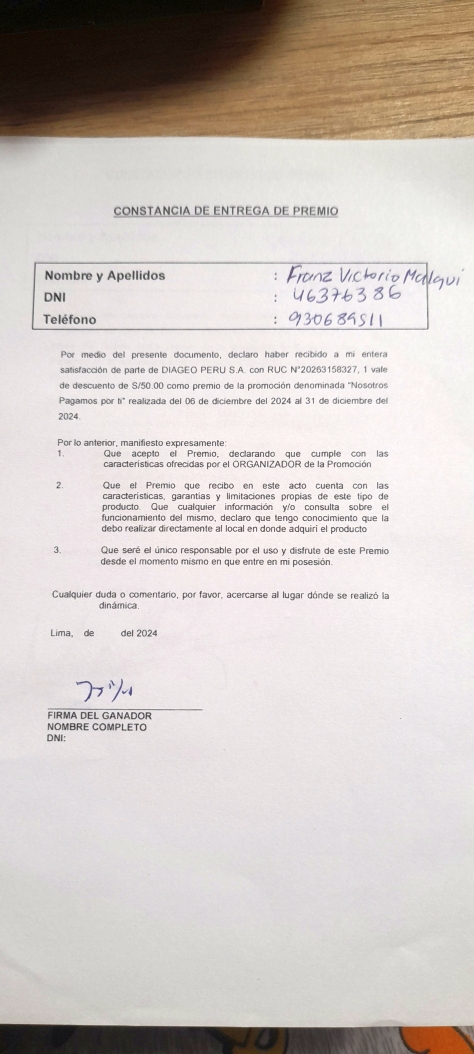 CONSTANCIA DE ENTREGA DE PREMIO
Nombre y Apellidos : Franz Victorio Malqui
DNI : 46376386
Teléfono : 930689511
Por medio del presente documento, declaro haber recibido a mi entera
satisfacción de parte de DIAGEO PERU S.A. con RUC N°20263158327, 1 vale
de descuento de S/50.00 como premio de la promoción denominada "Nosotros
Pagamos por ti" realizada del 06 de diciembre del 2024 al 31 de diciembre del
2024.
Por lo anterior, manifiesto expresamente:
1. Que acepto el Premio, declarando que cumple con las
características ofrecidas por el ORGANIZADOR de la Promoción
2. Que el Premio que recibo en este acto cuenta con las
características, garantías y limitaciones propias de este tipo de
producto. Que cualquier información y/o consulta sobre el
funcionamiento del mismo, declaro que tengo conocimiento que la
debo realizar directamente al local en donde adquirí el producto
3. Que seré el único responsable por el uso y disfrute de este Premio
desde el momento mismo en que entre en mi posesión.
Cualquier duda o comentario, por favor, acercarse al lugar dónde se realizó la
dinámica.
Lima, de del 2024
FIRMA DEL GANADOR
NOMBRE COMPLETO
DNI: